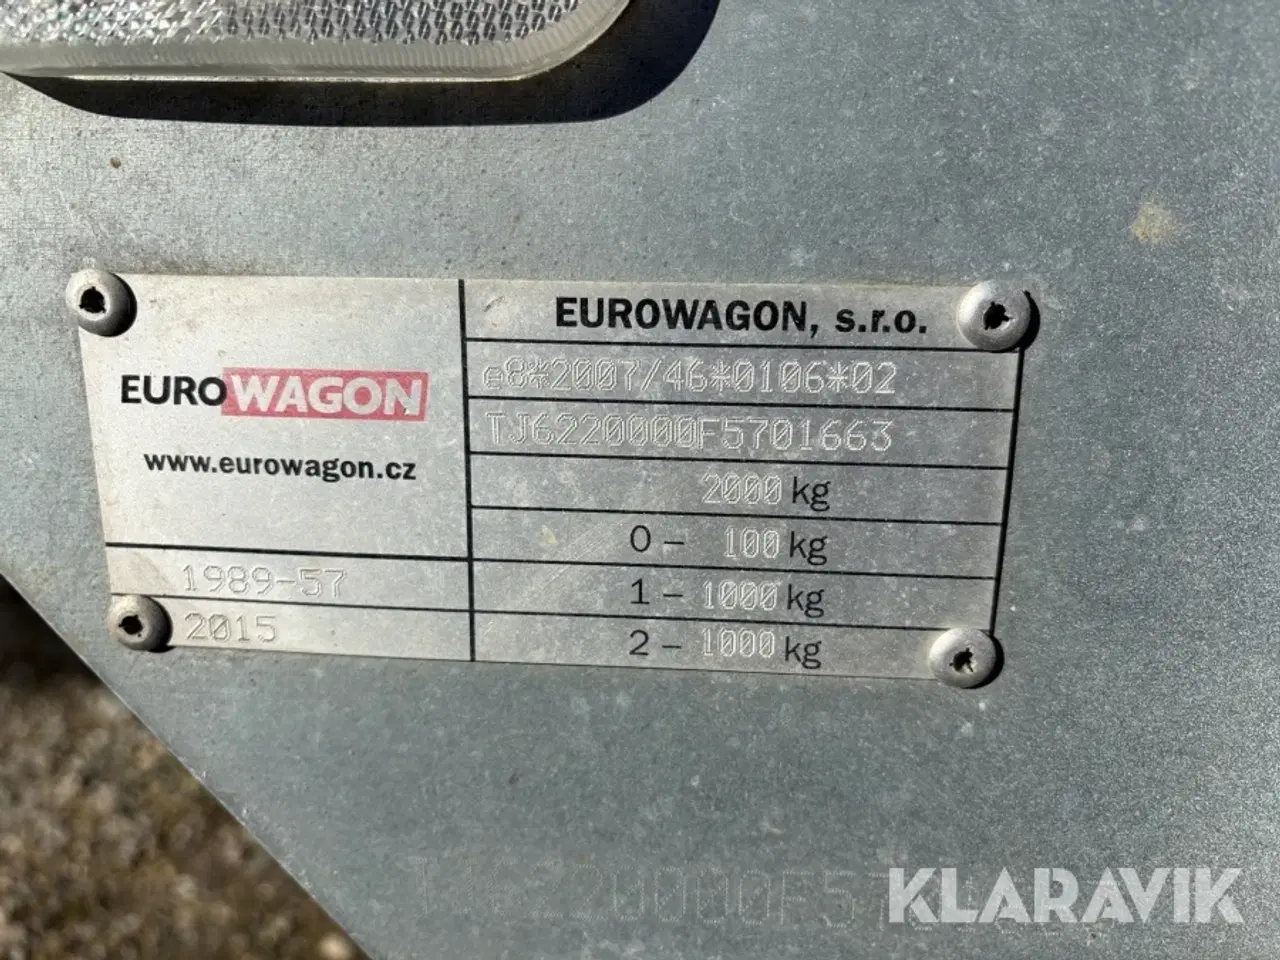 EUROWAGON
www.eurowagon.cz
1989-57
2015
EUROWAGON, s.r.o.
e8*2007/46*0106*02
TJ6220000F5701663
2000 kg
0 - 100 kg
1 - 1000 kg
2 - 1000 kg
KLARAVIK